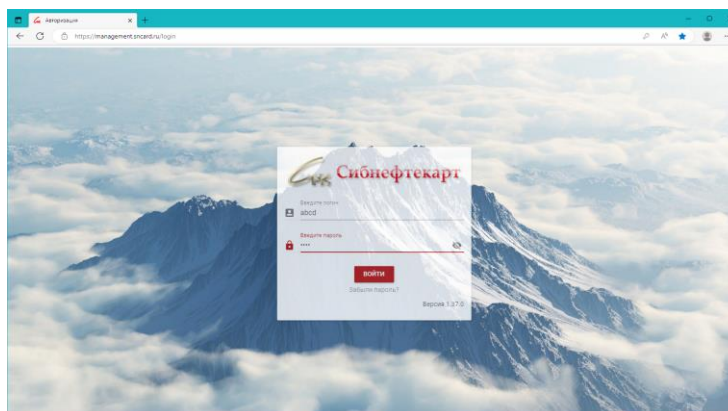 Авторизация
https://management.sncard.ru/login
Сибнефтекарт
Введите логин
abcd
Введите пароль
••••
ВОЙТИ
Забыли пароль?
Версия 1.37.0